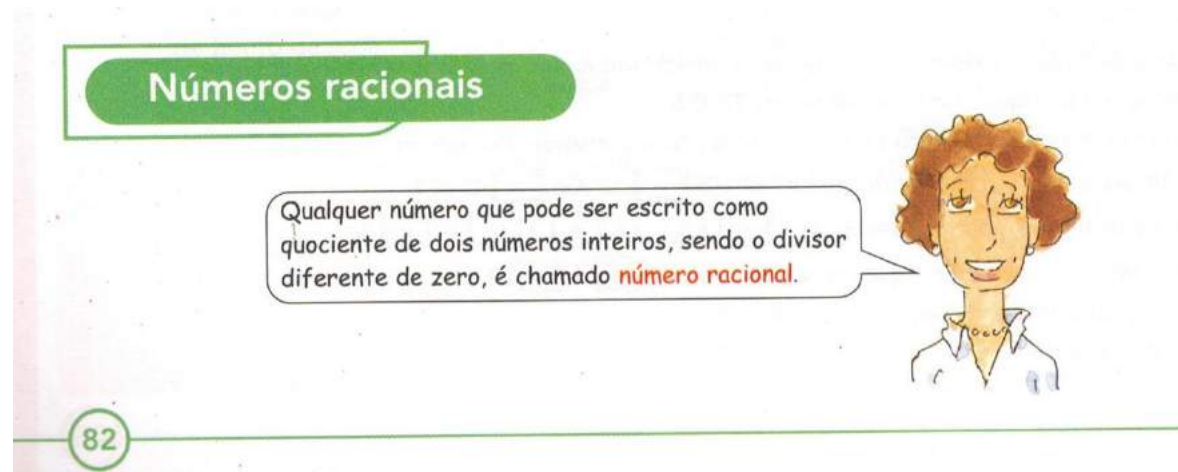 Números racionais
Qualquer número que pode ser escrito como
quociente de dois números inteiros, sendo o divisor
diferente de zero, é chamado número racional.
82